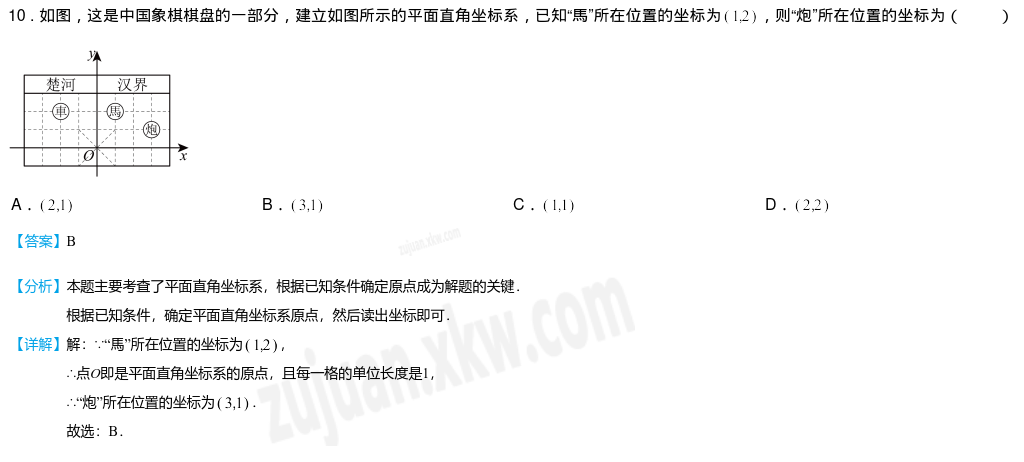 10．如图，这是中国象棋棋盘的一部分，建立如图所示的平面直角坐标系，已知“馬”所在位置的坐标为(1,2)，则“炮”所在位置的坐标为（　　）
y
楚河 汉界
車 馬
炮
O x
A．(2,1) B．(3,1) C．(1,1) D．(2,2)
【答案】B
zujuan.xkw.com
【分析】本题主要考查了平面直角坐标系，根据已知条件确定原点成为解题的关键．
根据已知条件，确定平面直角坐标系原点，然后读出坐标即可．
【详解】解：∵“馬”所在位置的坐标为(1,2)，
∴点O即是平面直角坐标系的原点，且每一格的单位长度是1，
∴“炮”所在位置的坐标为(3,1)．
故选：B．
zujuan.xkw.com